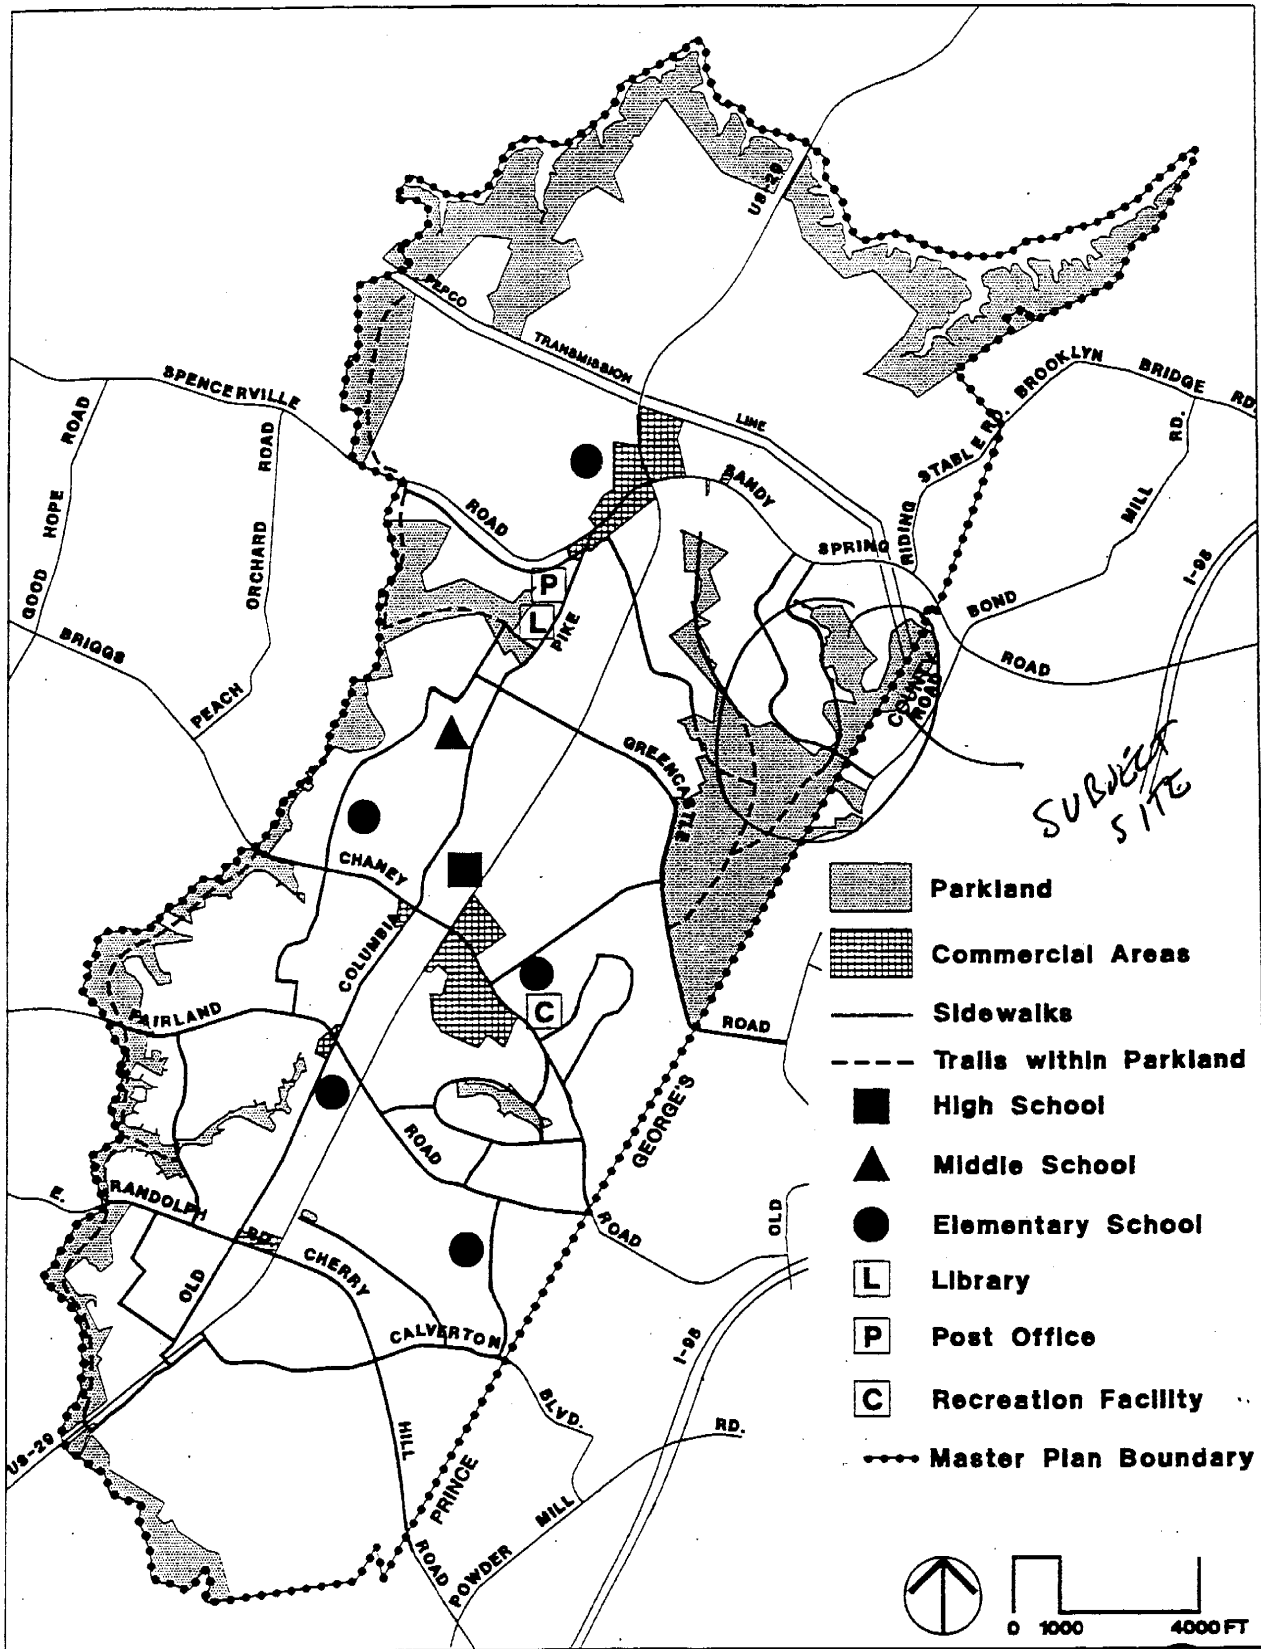 US-29
PEPCO
TRANSMISSION
LINE
SPENCERVILLE
ROAD
ROAD
ROAD
GOOD HOPE
ORCHARD
PEACH
BRIGGS
BROOKLYN
BRIDGE
RD.
STABLE RD.
RIDING
MILL
RD.
SANDY
SPRING
BOND
ROAD
I-95
P
L
PIKE
COUNTY
ROAD
GREENCASTLE
SUBJECT
SITE
CHANEY
COLUMBIA
C
FAIRLAND
ROAD
ROAD
GEORGE'S
E.
RANDOLPH
RD.
CHERRY
OLD
OLD
ROAD
CALVERTON
BLVD.
I-95
US-29
HILL
ROAD
PRINCE
POWDER
MILL
RD.
Parkland
Commercial Areas
Sidewalks
Trails within Parkland
High School
Middle School
Elementary School
L Library
P Post Office
C Recreation Facility
Master Plan Boundary
0 1000 4000 FT